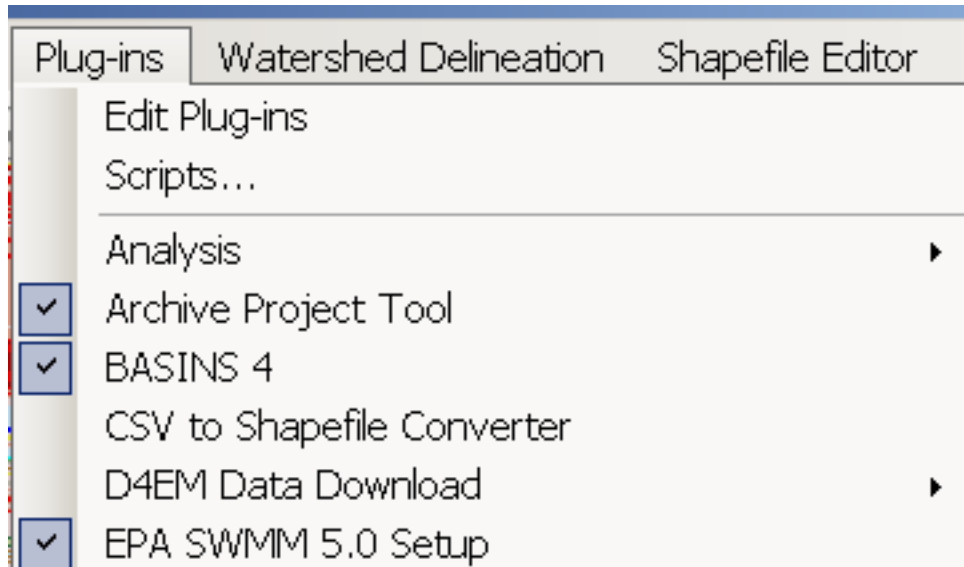 Plug-ins Watershed Delineation Shapefile Editor
Edit Plug-ins
Scripts...
Analysis
Archive Project Tool
BASINS 4
CSV to Shapefile Converter
D4EM Data Download
EPA SWMM 5.0 Setup